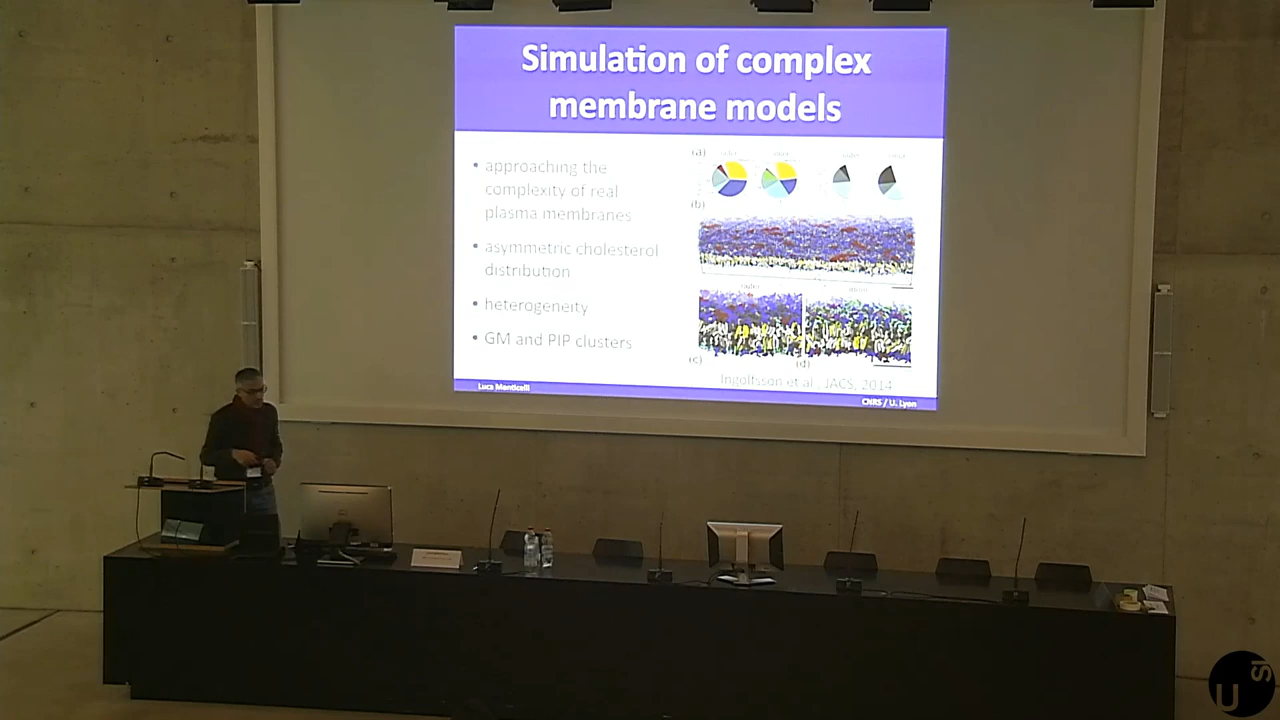 Simulation of complex
membrane models
• approaching the
complexity of real
plasma membranes
• asymmetric cholesterol
distribution
• heterogeneity
• GM and PIP clusters
(a)
(b)
(c)
(d)
Ingolfsson et al., JACS, 2014
Luca Monticelli
CNRS / U. Lyon
U
SI